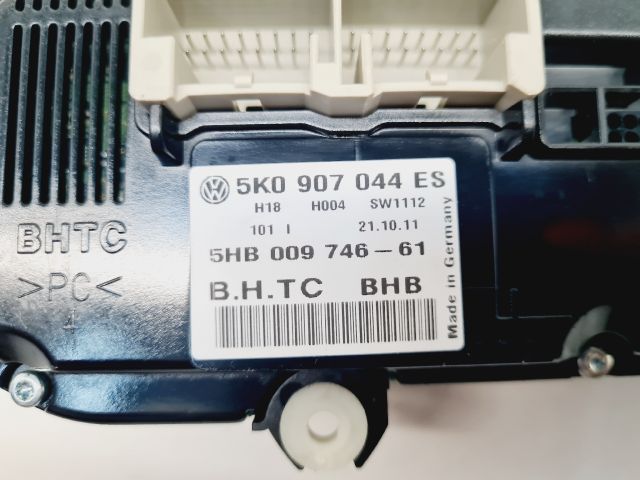 5K0 907 044 ES
H18 H004 SW1112
101 I 21.10.11
5HB 009 746-61
B.H.TC BHB
Made in Germany
BHTC
>PC<
4